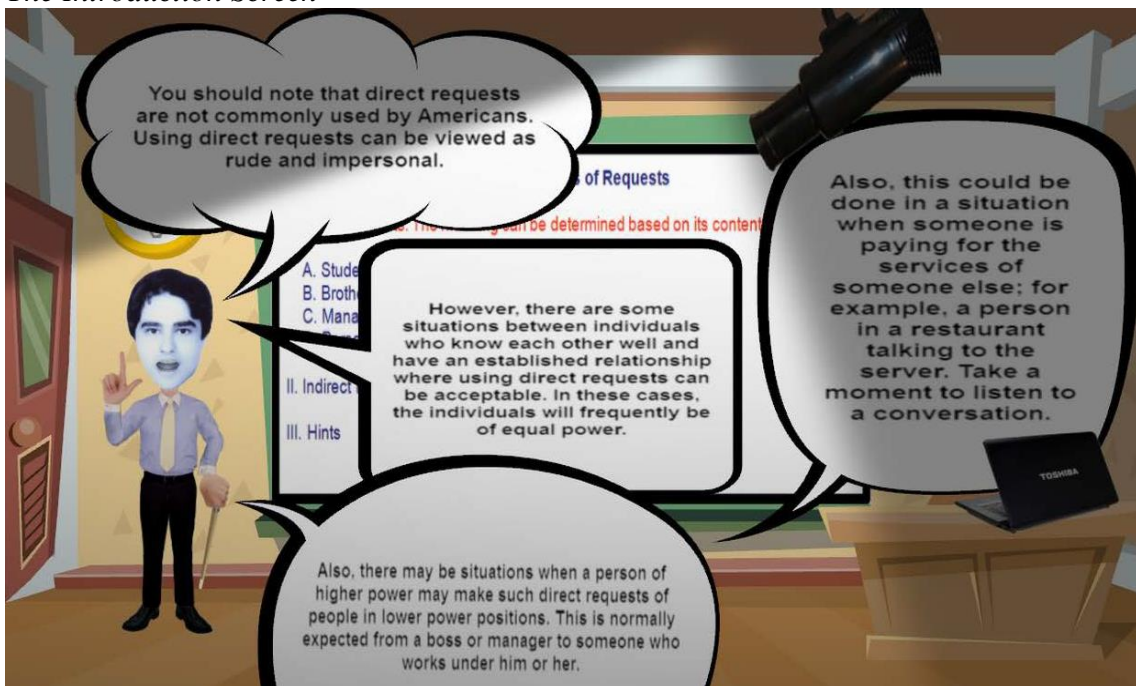 The Introduction Screen
You should note that direct requests
are not commonly used by Americans.
Using direct requests can be viewed as
rude and impersonal.
of Requests
can be determined based on its content
A. Stude
B. Broth
C. Mana
II. Indirect
III. Hints
However, there are some
situations between individuals
who know each other well and
have an established relationship
where using direct requests can
be acceptable. In these cases,
the individuals will frequently be
of equal power.
Also, this could be
done in a situation
when someone is
paying for the
services of
someone else; for
example, a person
in a restaurant
talking to the
server. Take a
moment to listen to
a conversation.
TOSHIBA
Also, there may be situations when a person of
higher power may make such direct requests of
people in lower power positions. This is normally
expected from a boss or manager to someone who
works under him or her.